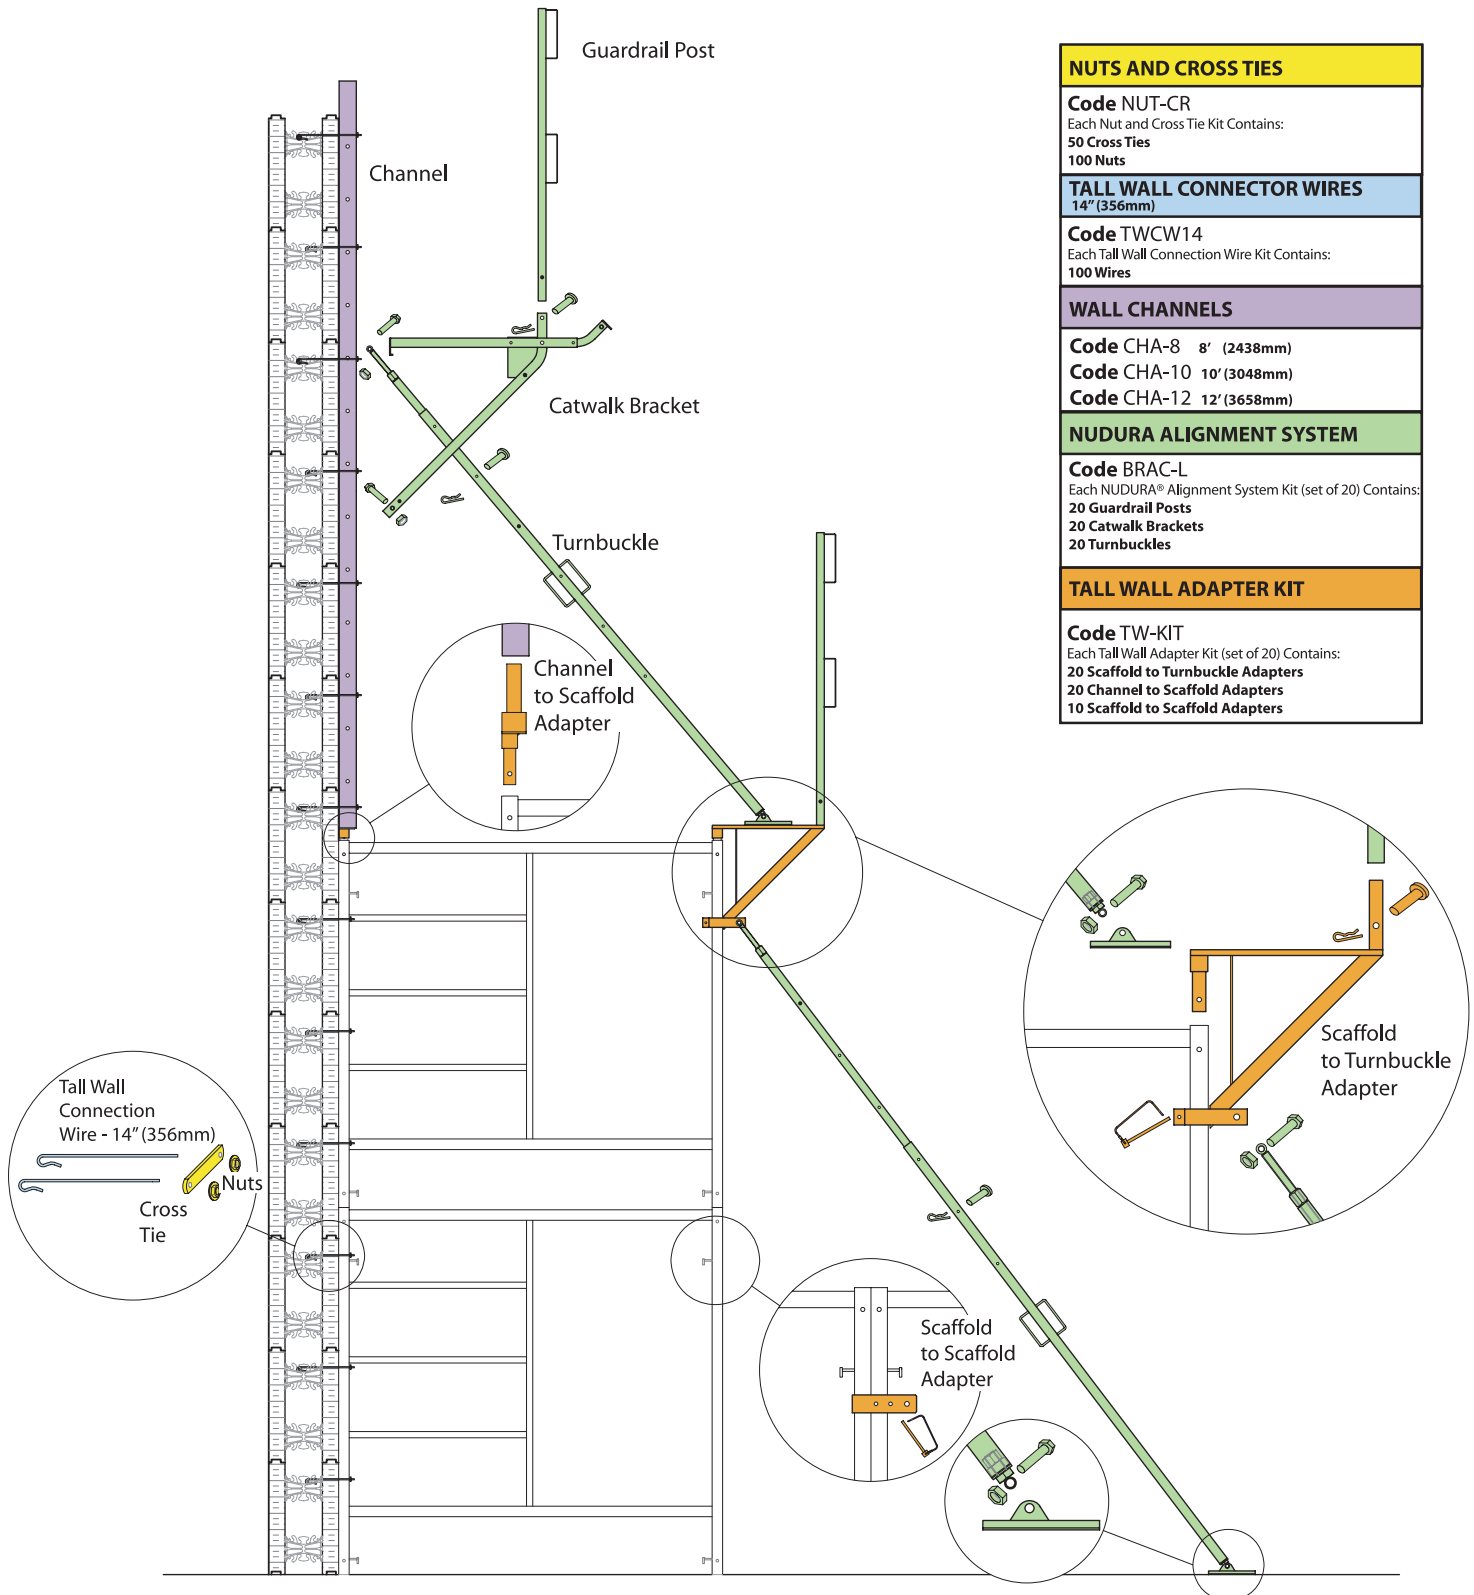 Guardrail Post
Channel
Catwalk Bracket
Turnbuckle
Channel
to Scaffold
Adapter
Tall Wall
Connection
Wire - 14" (356mm)
Nuts
Cross
Tie
Scaffold
to Scaffold
Adapter
Scaffold
to Turnbuckle
Adapter
NUTS AND CROSS TIES
Code NUT-CR
Each Nut and Cross Tie Kit Contains:
50 Cross Ties
100 Nuts
TALL WALL CONNECTOR WIRES
14" (356mm)
Code TWCW14
Each Tall Wall Connection Wire Kit Contains:
100 Wires
WALL CHANNELS
Code CHA-8 8' (2438mm)
Code CHA-10 10' (3048mm)
Code CHA-12 12' (3658mm)
NUDURA ALIGNMENT SYSTEM
Code BRAC-L
Each NUDURA® Alignment System Kit (set of 20) Contains:
20 Guardrail Posts
20 Catwalk Brackets
20 Turnbuckles
TALL WALL ADAPTER KIT
Code TW-KIT
Each Tall Wall Adapter Kit (set of 20) Contains:
20 Scaffold to Turnbuckle Adapters
20 Channel to Scaffold Adapters
10 Scaffold to Scaffold Adapters